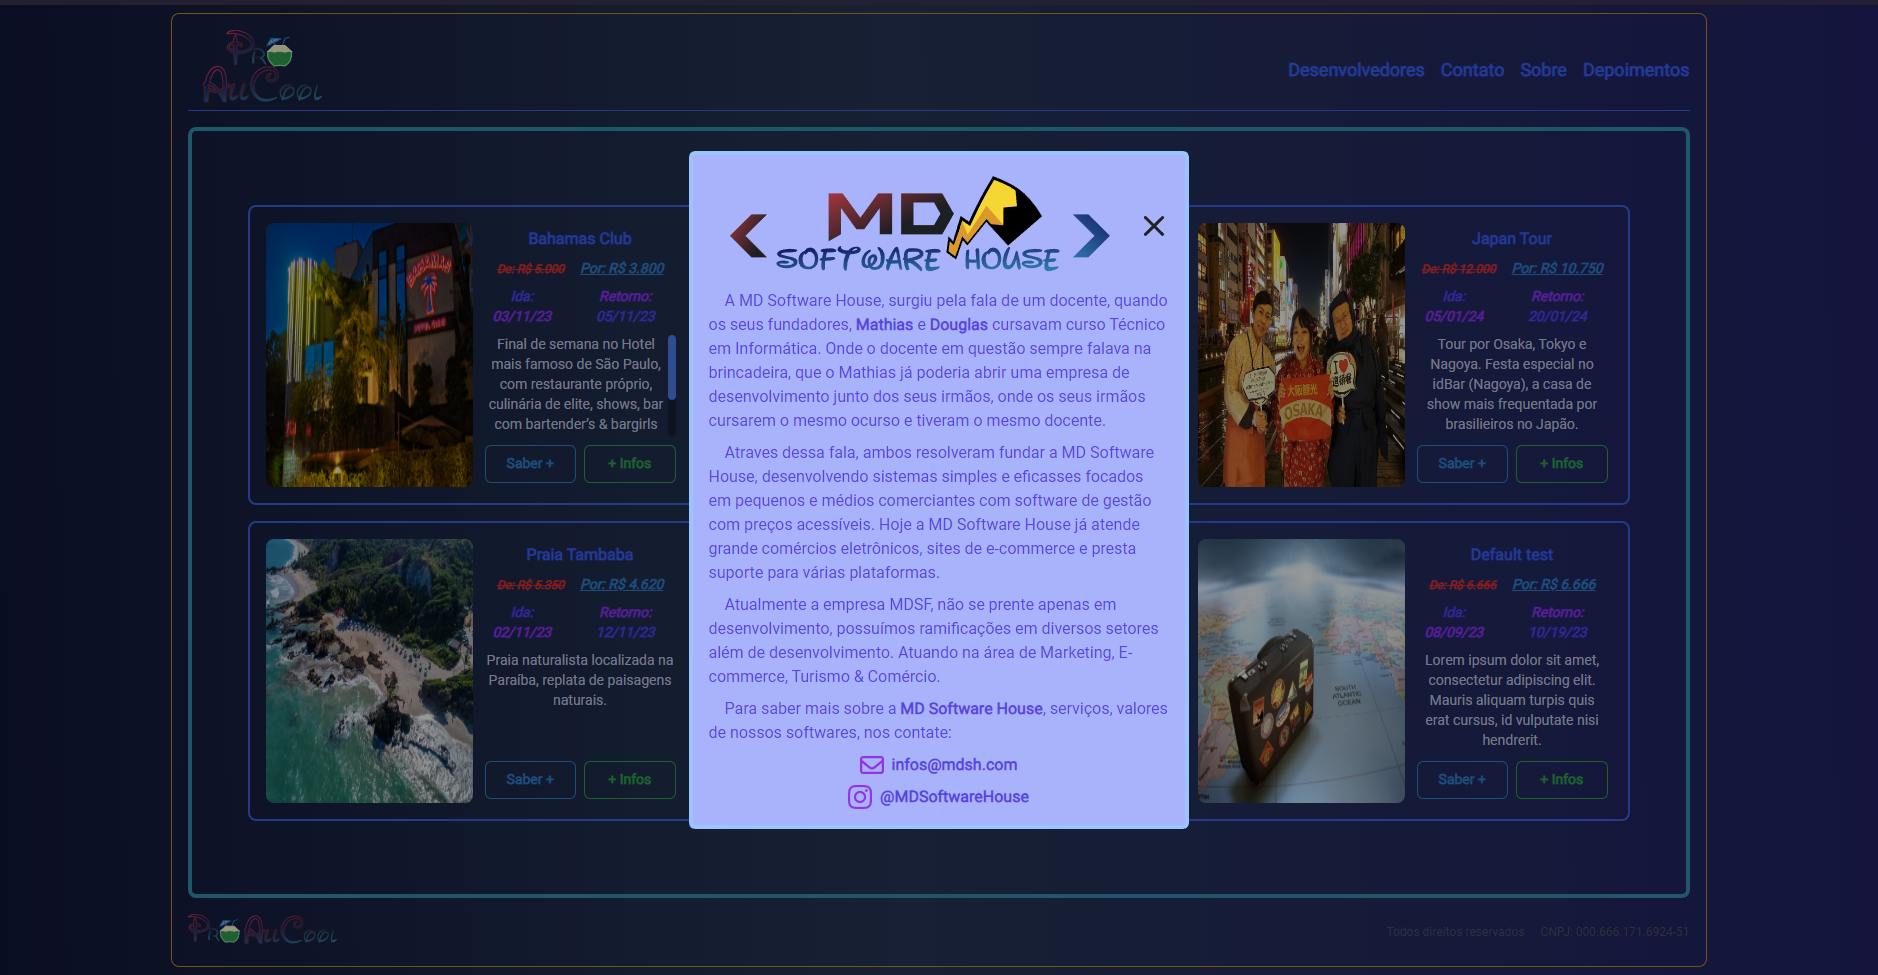 Pro
AuCool
Desenvolvedores Contato Sobre Depoimentos
Bahamas Club
De: R$ 5.000 Por: R$ 3.800
Ida: Retorno:
03/11/23 05/11/23
Final de semana no Hotel
mais famoso de São Paulo,
com restaurante próprio,
culinária de elite, shows, bar
com bartender's & bargirls
Saber + + Infos
BAHAMAS
Praia Tambaba
De: R$ 5.350 Por: R$ 4.620
Ida: Retorno:
02/11/23 12/11/23
Praia naturalista localizada na
Paraíba, replata de paisagens
naturais.
Saber + + Infos
MD
SOFTWARE HOUSE
A MD Software House, surgiu pela fala de um docente, quando
os seus fundadores, Mathias e Douglas cursavam curso Técnico
em Informática. Onde o docente em questão sempre falava na
brincadeira, que o Mathias já poderia abrir uma empresa de
desenvolvimento junto dos seus irmãos, onde os seus irmãos
cursarem o mesmo ocurso e tiveram o mesmo docente.
Atraves dessa fala, ambos resolveram fundar a MD Software
House, desenvolvendo sistemas simples e eficasses focados
em pequenos e médios comerciantes com software de gestão
com preços acessíveis. Hoje a MD Software House já atende
grande comércios eletrônicos, sites de e-commerce e presta
suporte para várias plataformas.
Atualmente a empresa MDSF, não se prente apenas em
desenvolvimento, possuímos ramificações em diversos setores
além de desenvolvimento. Atuando na área de Marketing, E-
commerce, Turismo & Comércio.
Para saber mais sobre a MD Software House, serviços, valores
de nossos softwares, nos contate:
infos@mdsh.com
@MDSoftwareHouse
Japan Tour
De: R$ 12.000 Por: R$ 10.750
Ida: Retorno:
05/01/24 20/01/24
Tour por Osaka, Tokyo e
Nagoya. Festa especial no
idBar (Nagoya), a casa de
show mais frequentada por
brasilieiros no Japão.
Saber + + Infos
大阪観光
OSAKA
Default test
De: R$ 6.666 Por: R$ 6.666
Ida: Retorno:
08/09/23 10/19/23
Lorem ipsum dolor sit amet,
consectetur adipiscing elit.
Mauris aliquam turpis quis
erat cursus, id vulputate nisi
hendrerit.
Saber + + Infos
SOUTH
ATLANTIC
OCEAN
Pro AuCool
Todos direitos reservados CNPJ: 000.666.171.6924-51